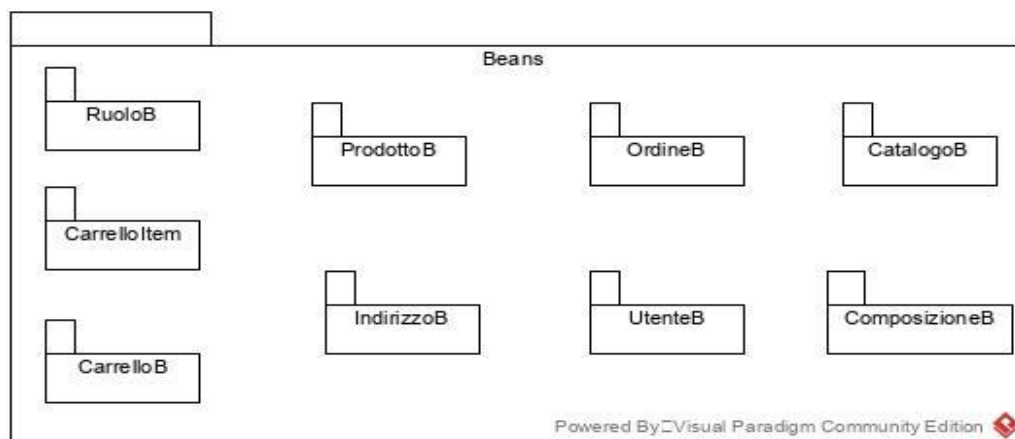 Beans
RuoloB
ProdottoB
OrdineB
CatalogoB
CarrelloItem
IndirizzoB
UtenteB
ComposizioneB
CarrelloB
Powered By□Visual Paradigm Community Edition